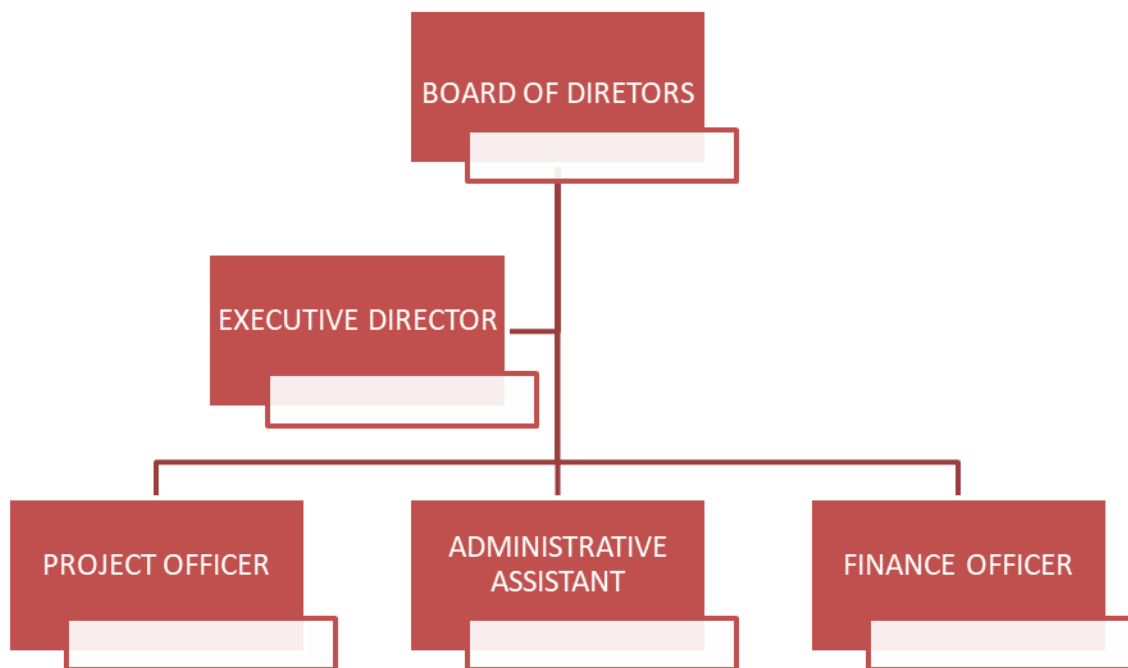 BOARD OF DIRETORS
EXECUTIVE DIRECTOR
PROJECT OFFICER
ADMINISTRATIVE
ASSISTANT
FINANCE OFFICER